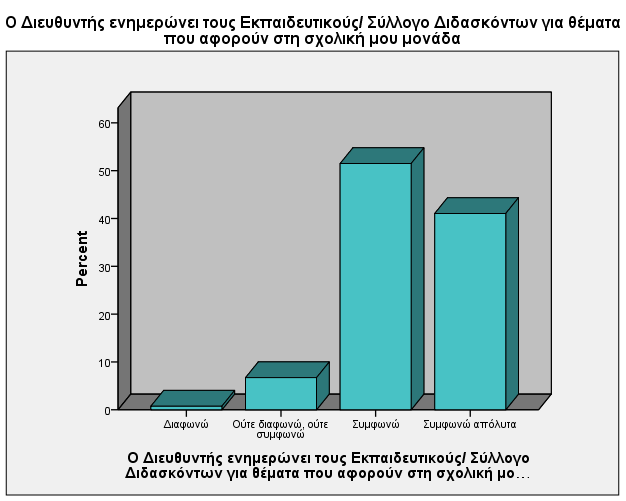 Ο Διευθυντής ενημερώνει τους Εκπαιδευτικούς/ Σύλλογο Διδασκόντων για θέματα
που αφορούν στη σχολική μου μονάδα
60
50
40
30
20
10
0
Percent
Διαφωνώ
Ούτε διαφωνώ, ούτε
συμφωνώ
Συμφωνώ
Συμφωνώ απόλυτα
Ο Διευθυντής ενημερώνει τους Εκπαιδευτικούς/ Σύλλογο
Διδασκόντων για θέματα που αφορούν στη σχολική μο…